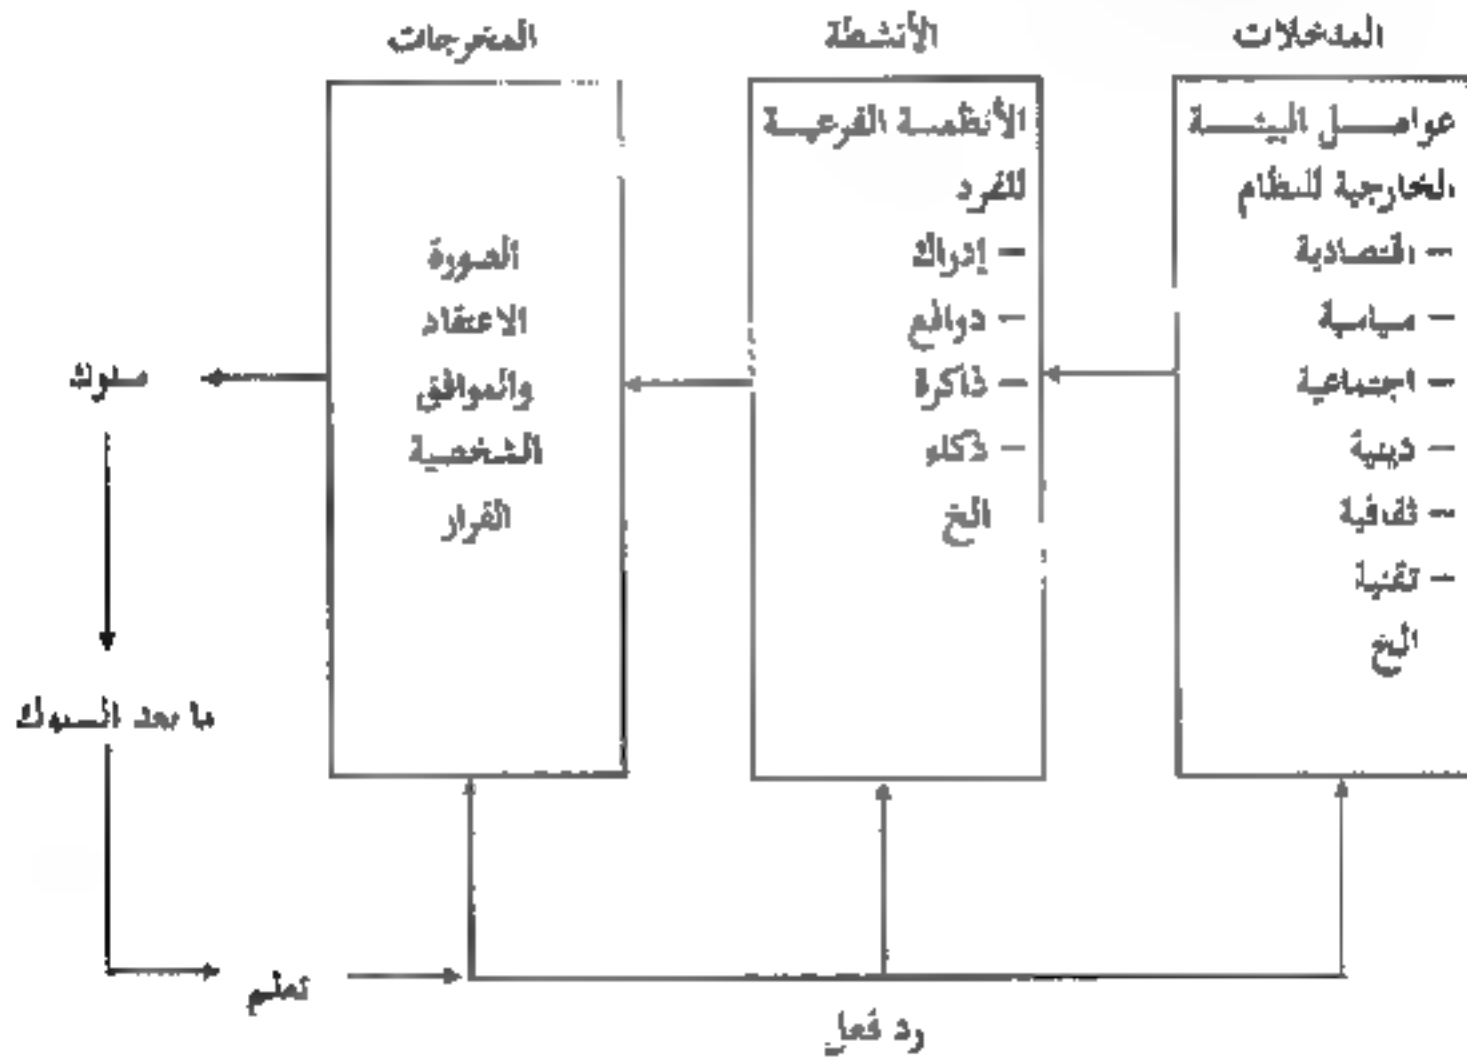 المدخلات
عوامل البيئة
الخارجية للنظام
– اقتصادية
– سياسية
– اجتماعية
– دينية
– ثقافية
– تقنية
الخ
الأنشطة
الأنظمة الفرعية
للفرد
– إدراك
– دوافع
– ذاكرة
– ذكاء
الخ
المخرجات
الصورة
الاعتقاد
والمواقف
الشخصية
القرار
سلوك
ما بعد السلوك
تعلم
رد فعل